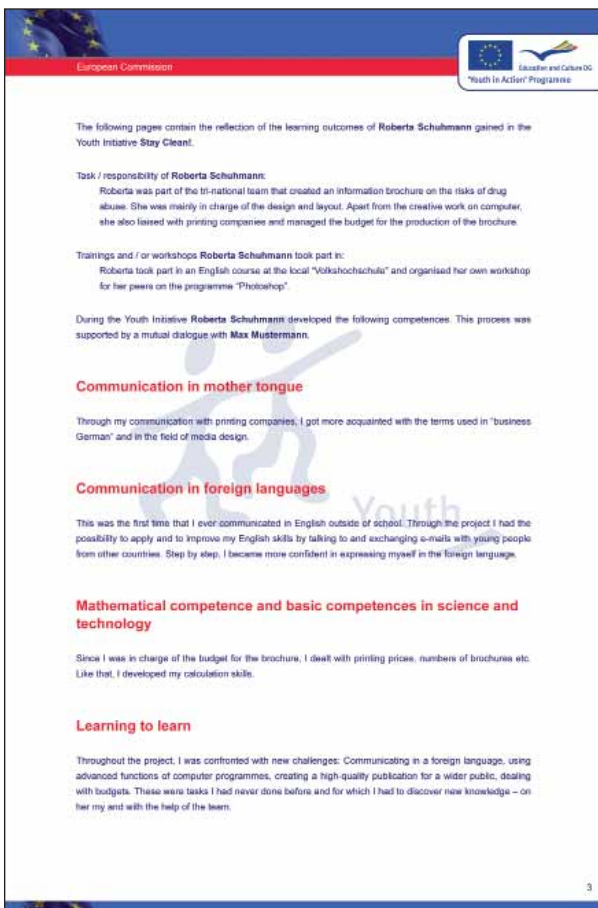 European Commission
Education and Culture DG
"Youth in Action" Programme
The following pages contain the reflection of the learning outcomes of Roberta Schuhmann gained in the
Youth Initiative Stay Clean!.
Task / responsibility of Roberta Schuhmann:
Roberta was part of the tri-national team that created an information brochure on the risks of drug
abuse. She was mainly in charge of the design and layout. Apart from the creative work on computer,
she also liaised with printing companies and managed the budget for the production of the brochure.
Trainings and / or workshops Roberta Schuhmann took part in:
Roberta took part in an English course at the local "Volkshochschule" and organised her own workshop
for her peers on the programme "Photoshop".
During the Youth Initiative Roberta Schuhmann developed the following competences. This process was
supported by a mutual dialogue with Max Mustermann.
Communication in mother tongue
Through my communication with printing companies, I got more acquainted with the terms used in "business
German" and in the field of media design.
Communication in foreign languages
Youth
This was the first time that I ever communicated in English outside of school. Through the project I had the
possibility to apply and to improve my English skills by talking to and exchanging e-mails with young people
from other countries. Step by step, I became more confident in expressing myself in the foreign language.
Mathematical competence and basic competences in science and
technology
Since I was in charge of the budget for the brochure, I dealt with printing prices, numbers of brochures etc.
Like that, I developed my calculation skills.
Learning to learn
Throughout the project, I was confronted with new challenges: Communicating in a foreign language, using
advanced functions of computer programmes, creating a high-quality publication for a wider public, dealing
with budgets. These were tasks I had never done before and for which I had to discover new knowledge – on
her my and with the help of the team.
3